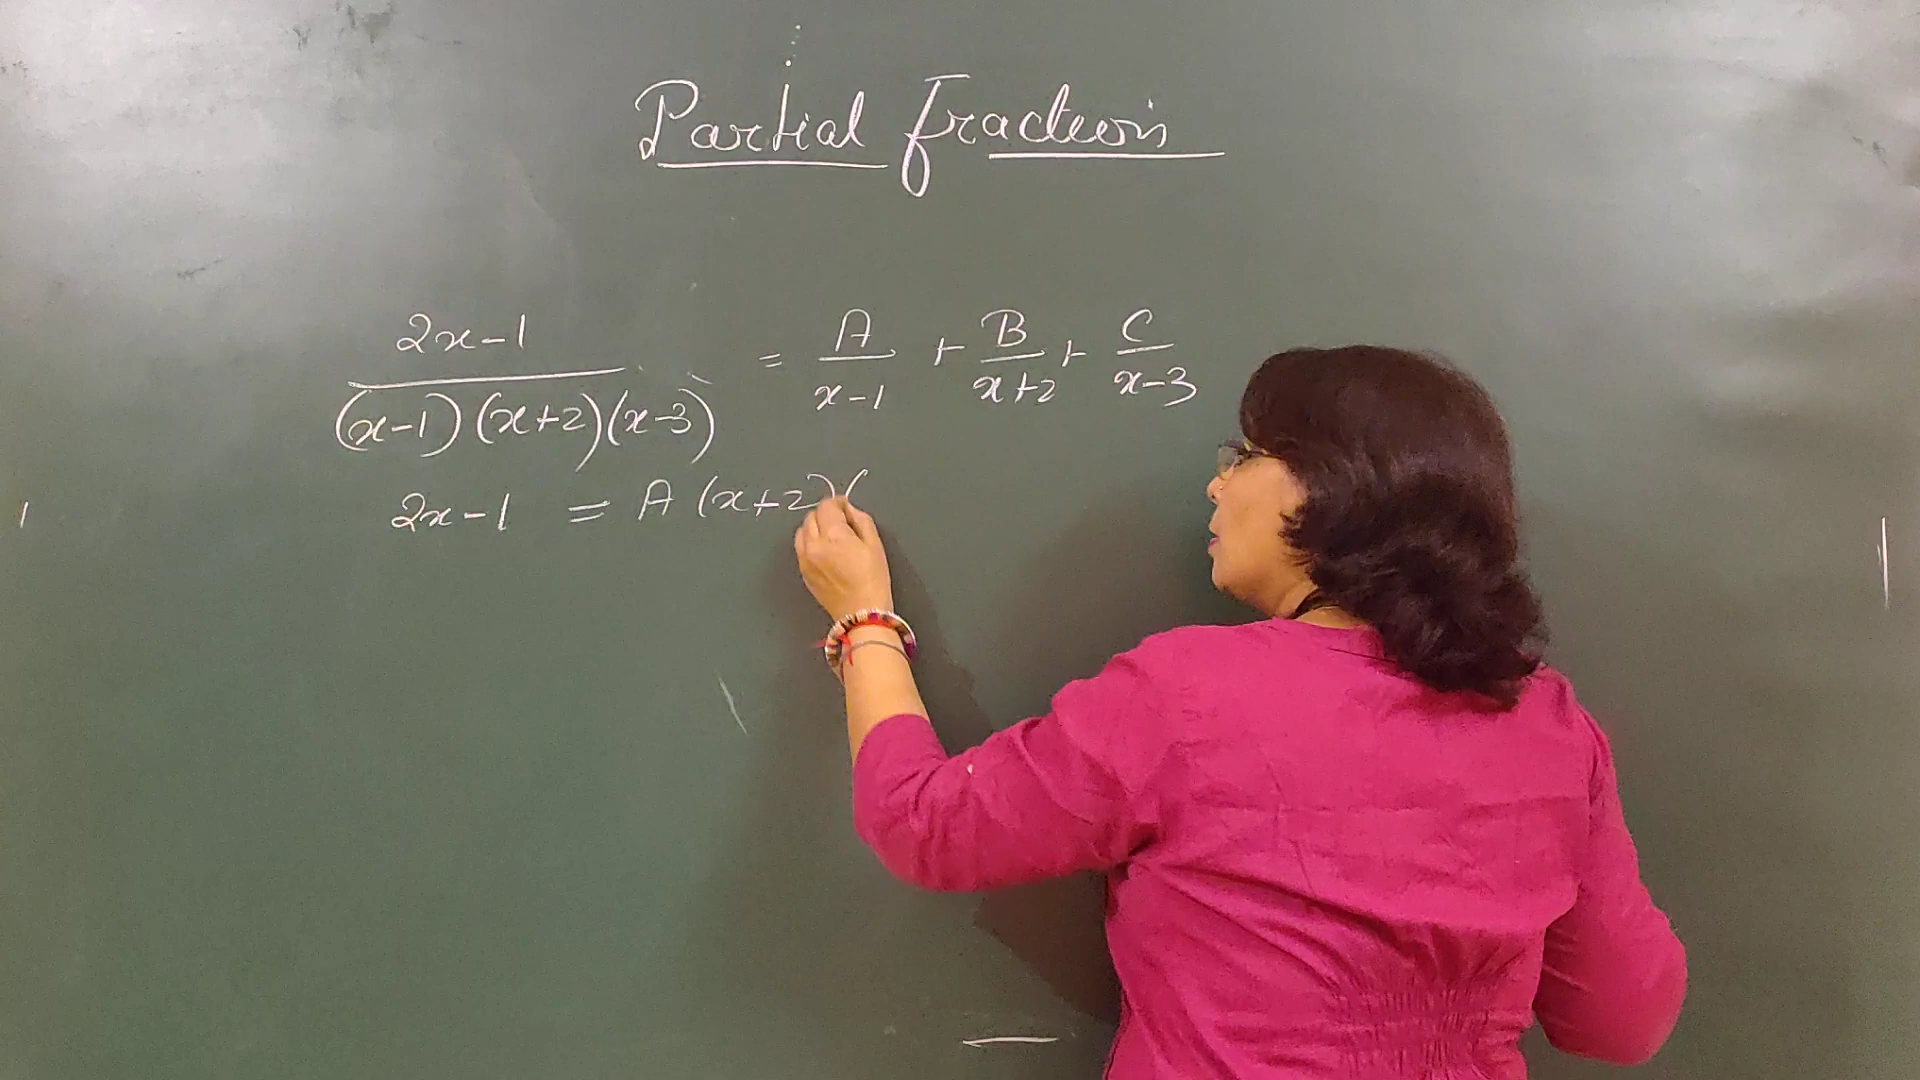 Partial Fractions
2x-1 / (x-1)(x+2)(x-3) = A/x-1 + B/x+2 + C/x-3
2x-1 = A (x+2)(